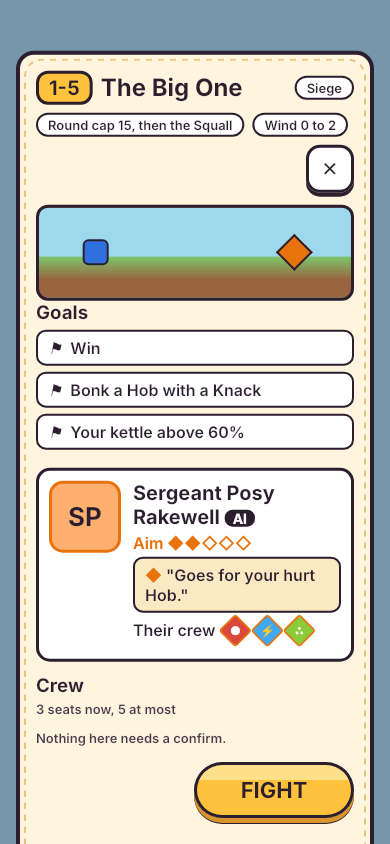 1-5 The Big One Siege
Round cap 15, then the Squall Wind 0 to 2
×
Goals
Win
Bonk a Hob with a Knack
Your kettle above 60%
SP
Sergeant Posy
Rakewell AI
Aim
"Goes for your hurt
Hob."
Their crew
Crew
3 seats now, 5 at most
Nothing here needs a confirm.
FIGHT